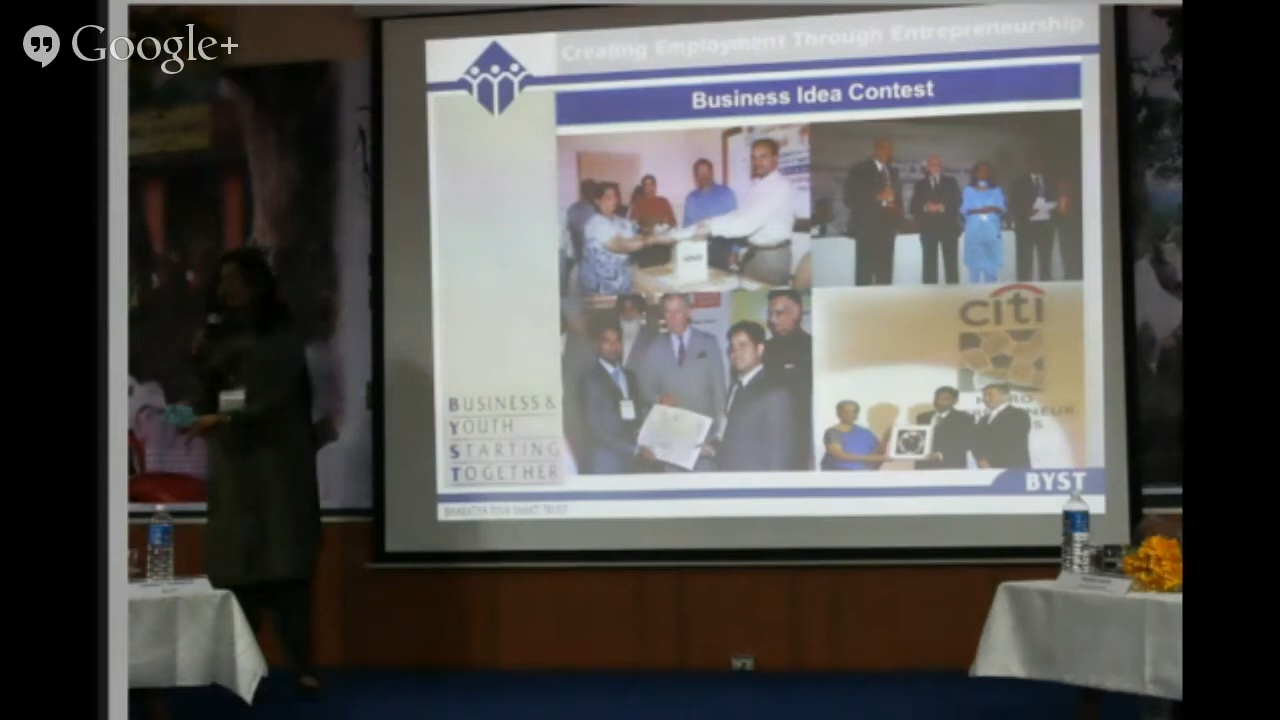 Google+
Creating Employment Through Entrepreneurship
Business Idea Contest
citi
BUSINESS &
YOUTH
STARTING
TOGETHER
BYST